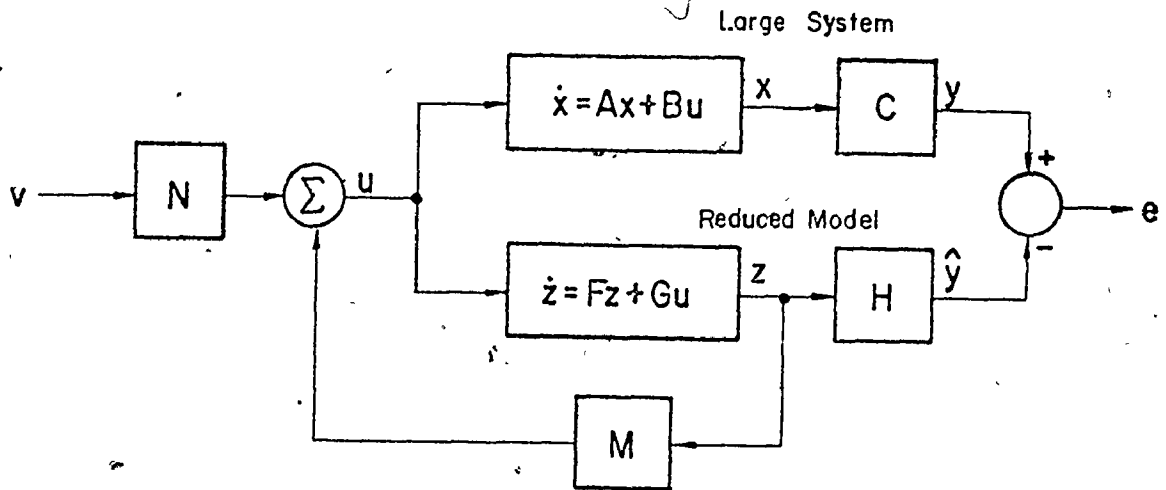 Large System
ẋ = Ax + Bu
x
C
y
v
N
Σ
u
+
e
-
Reduced Model
ż = Fz + Gu
z
H
ŷ
M